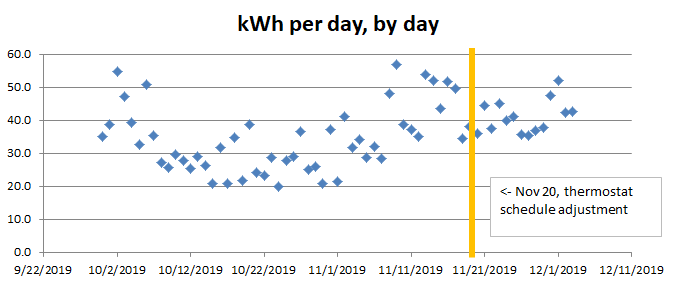 kWh per day, by day
60.0
50.0
40.0
30.0
20.0
10.0
0.0
9/22/2019 10/2/2019 10/12/2019 10/22/2019 11/1/2019 11/11/2019 11/21/2019 12/1/2019 12/11/2019
<- Nov 20, thermostat
schedule adjustment